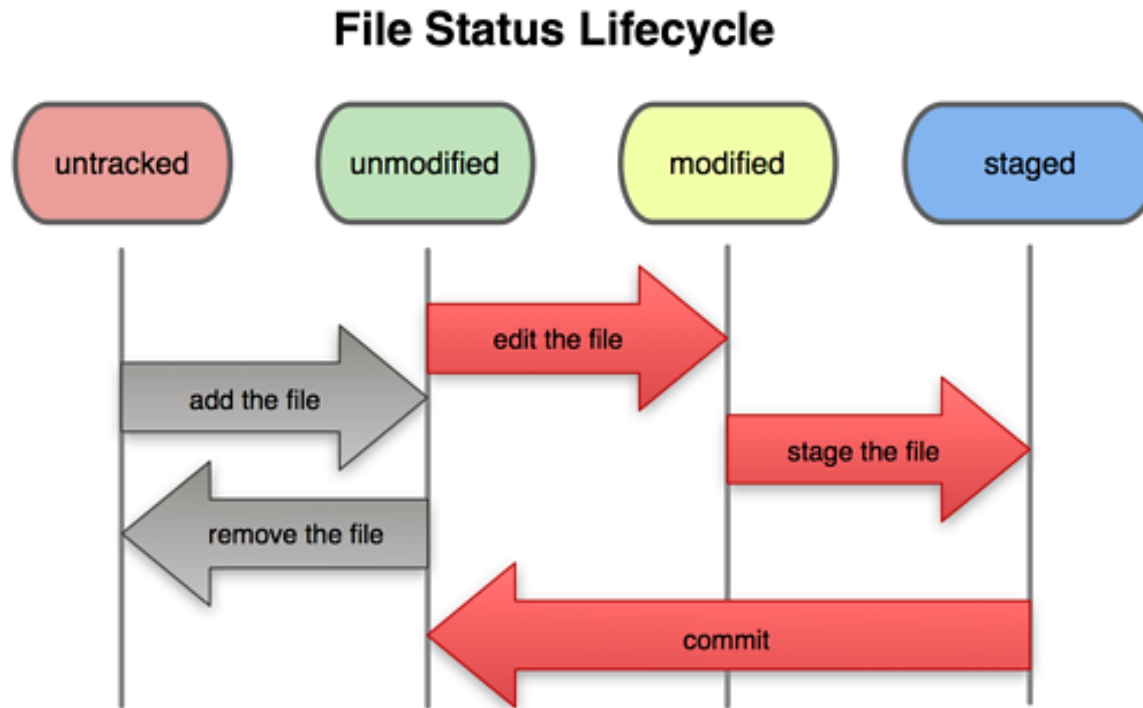 File Status Lifecycle
untracked
unmodified
modified
staged
edit the file
add the file
stage the file
remove the file
commit